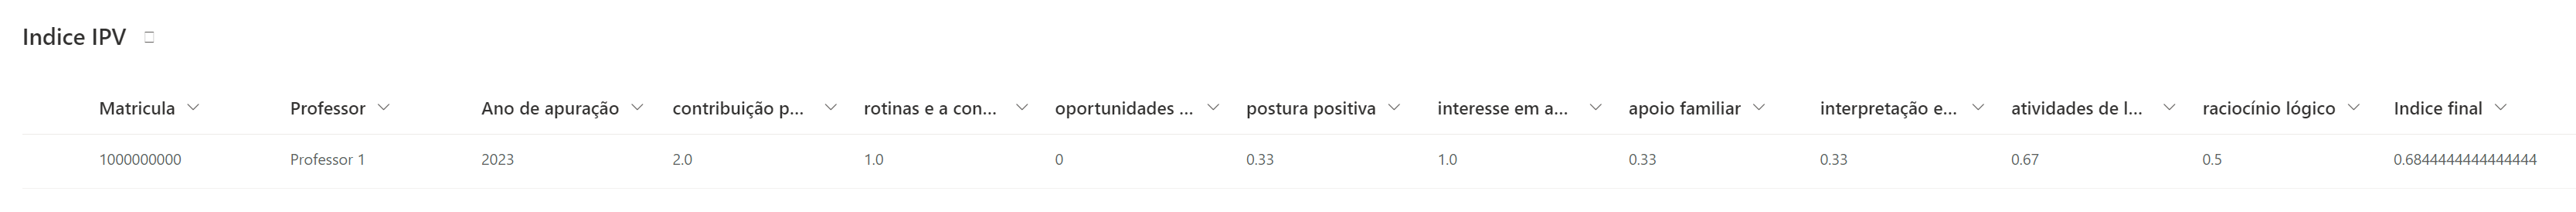 Indice IPV
Matricula Professor Ano de apuração contribuição p... rotinas e a con... oportunidades ... postura positiva interesse em a... apoio familiar interpretação e... atividades de l... raciocínio lógico Indice final
1000000000 Professor 1 2023 2.0 1.0 0 0.33 1.0 0.33 0.33 0.67 0.5 0.6844444444444444